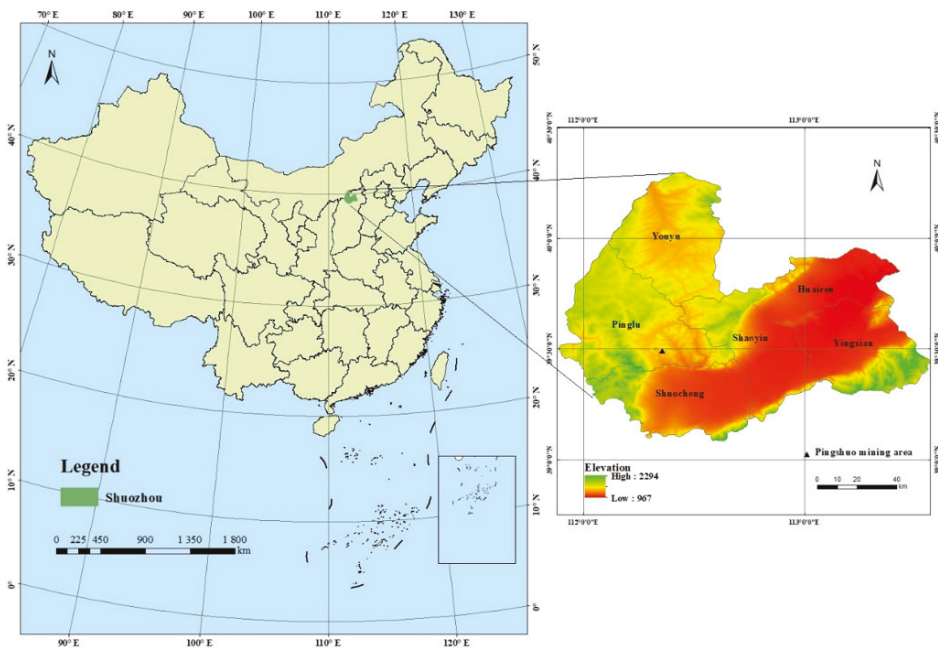 70° E 80° E 90° E 100° E 110° E 120° E 130° E
N
50° N
40° N
40° N
30° N
30° N
20° N
20° N
10° N
10° N
0°
0°
Legend
Shuozhou
0 225 450 900 1 350 1 800
km
90° E 100° E 110° E 120° E
112°0'0"E 113°0'0"E
N
Youyu
Huairen
Pinglu
Shanyin
Yingxian
Shuocheng
Pingshuo mining area
Elevation
High : 2294
Low : 967
0 10 20 40
km
112°0'0"E 113°0'0"E